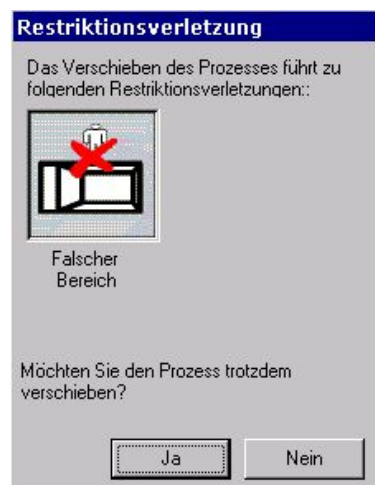 Restriktionsverletzung
Das Verschieben des Prozesses führt zu
folgenden Restriktionsverletzungen::
Falscher
Bereich
Möchten Sie den Prozess trotzdem
verschieben?
Ja
Nein